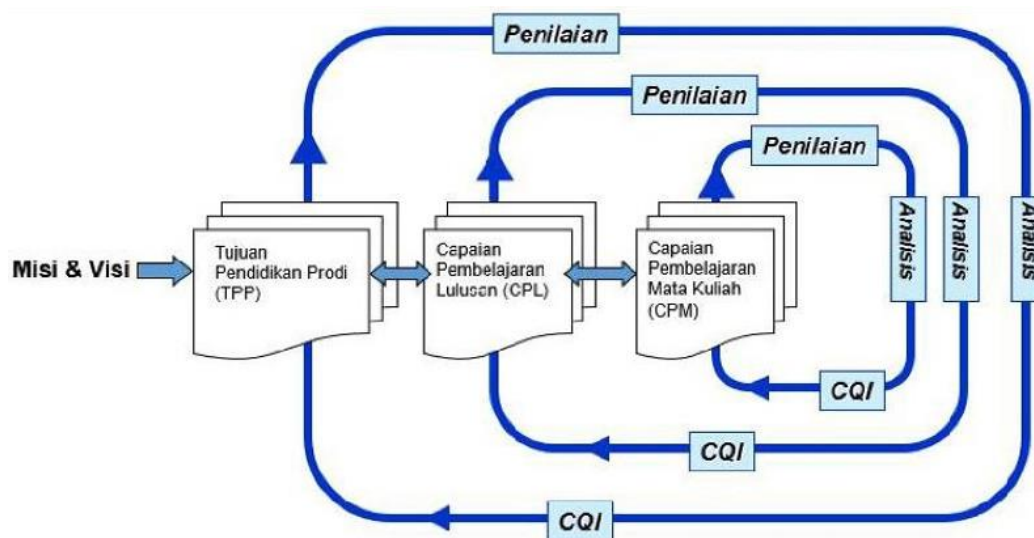 Penilaian
Penilaian
Penilaian
Misi & Visi
Tujuan
Pendidikan Prodi
(TPP)
Capaian
Pembelajaran
Lulusan (CPL)
Capaian
Pembelajaran
Mata Kuliah
(CPM)
Analisis
Analisis
Analisis
CQI
CQI
CQI